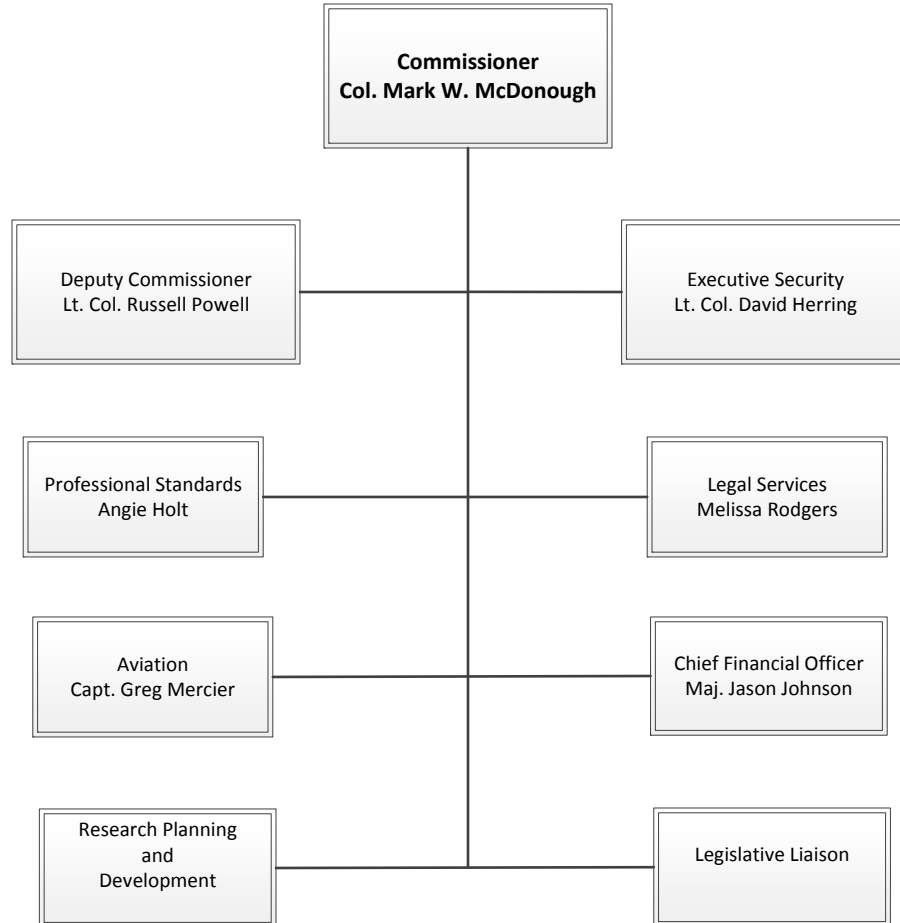 Commissioner
Col. Mark W. McDonough
Deputy Commissioner
Lt. Col. Russell Powell
Executive Security
Lt. Col. David Herring
Professional Standards
Angie Holt
Legal Services
Melissa Rodgers
Aviation
Capt. Greg Mercier
Chief Financial Officer
Maj. Jason Johnson
Research Planning
and
Development
Legislative Liaison